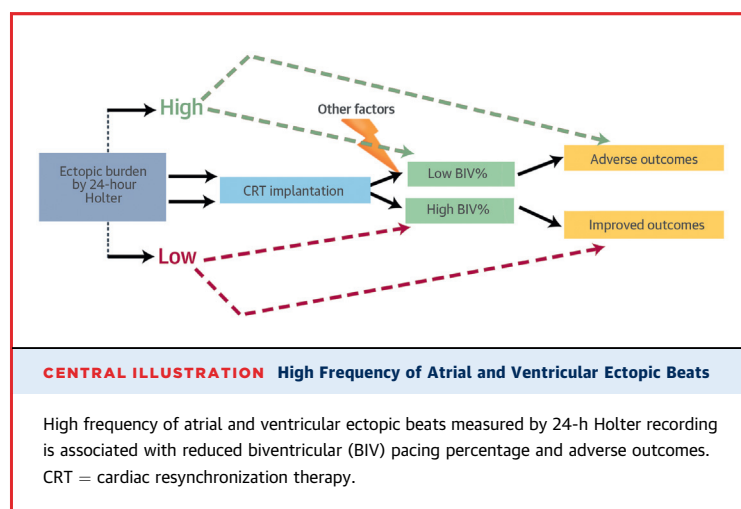 High
Other factors
Ectopic burden
by 24-hour
Holter
CRT implantation
Low BIV%
High BIV%
Adverse outcomes
Improved outcomes
Low
CENTRAL ILLUSTRATION High Frequency of Atrial and Ventricular Ectopic Beats
High frequency of atrial and ventricular ectopic beats measured by 24-h Holter recording
is associated with reduced biventricular (BIV) pacing percentage and adverse outcomes.
CRT = cardiac resynchronization therapy.